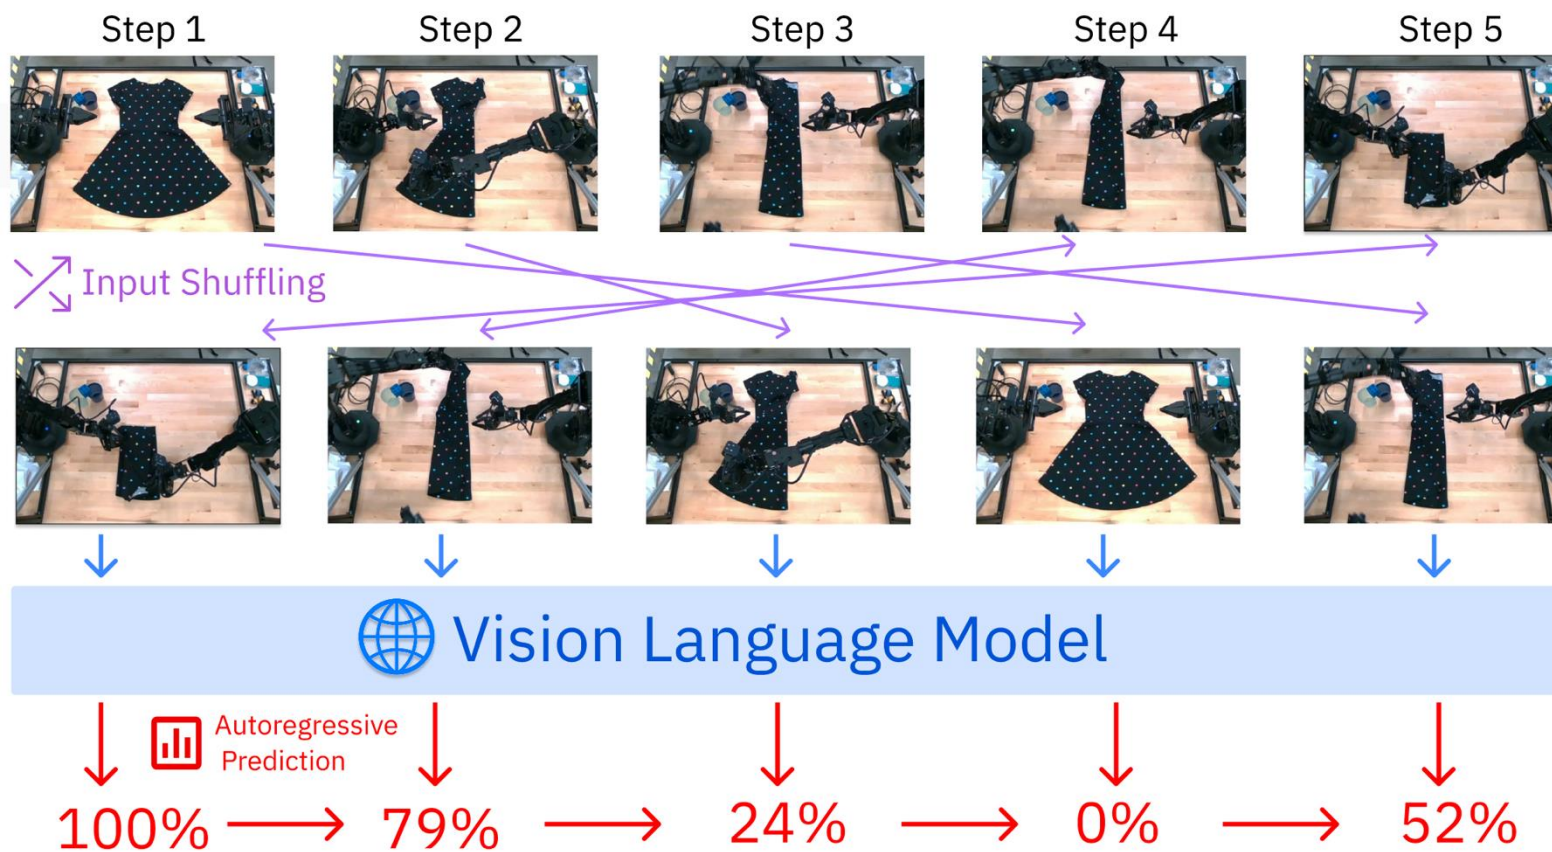 Step 1
Step 2
Step 3
Step 4
Step 5
Input Shuffling
Vision Language Model
Autoregressive
Prediction
100%
79%
24%
0%
52%